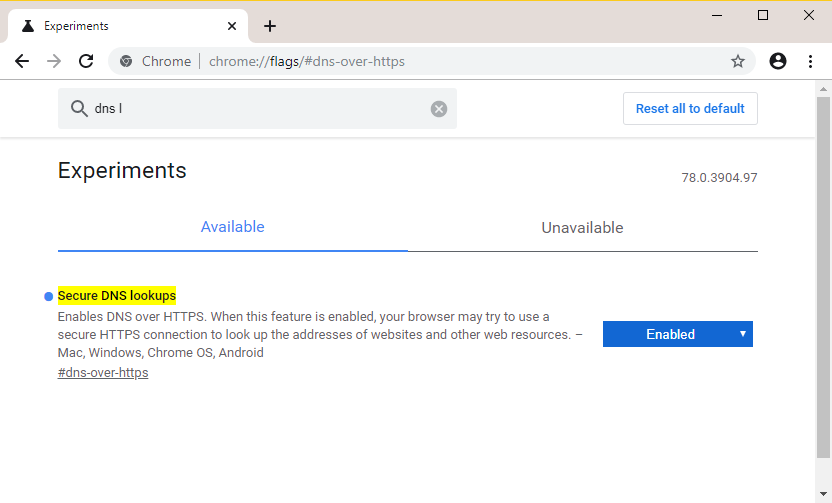 Experiments
Chrome | chrome://flags/#dns-over-https
dns l
Reset all to default
Experiments
78.0.3904.97
Available
Unavailable
Secure DNS lookups
Enables DNS over HTTPS. When this feature is enabled, your browser may try to use a
secure HTTPS connection to look up the addresses of websites and other web resources. –
Mac, Windows, Chrome OS, Android
Enabled
#dns-over-https